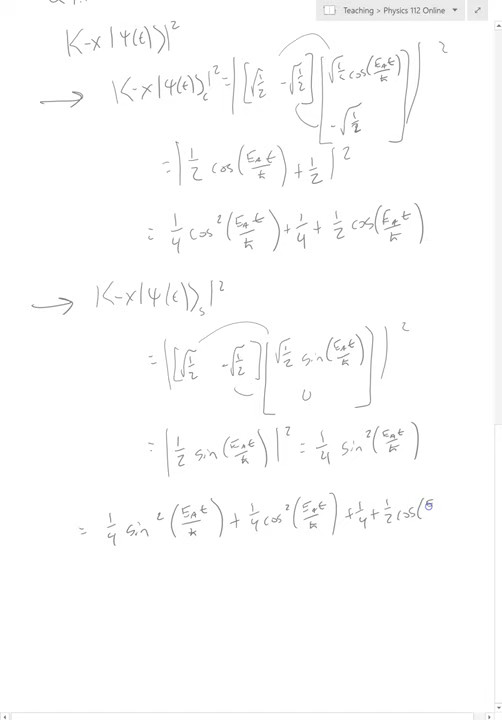 Teaching > Physics 112 Online
|<-x|Ψ(t)>|²
→ |<-x|Ψ(t)>_c|² = |[√½ -√½] [√½ cos(E_A t/ħ) -√½]|²
= |½ cos(E_A t/ħ) + ½|²
= ¼ cos²(E_A t/ħ) + ¼ + ½ cos(E_A t/ħ)
→ |<-x|Ψ(t)>_s|²
= |[√½ -√½] [√½ sin(E_A t/ħ) 0]|²
= |½ sin(E_A t/ħ)|² = ¼ sin²(E_A t/ħ)
= ¼ sin²(E_A t/ħ) + ¼ cos²(E_A t/ħ) + ¼ + ½ cos(E